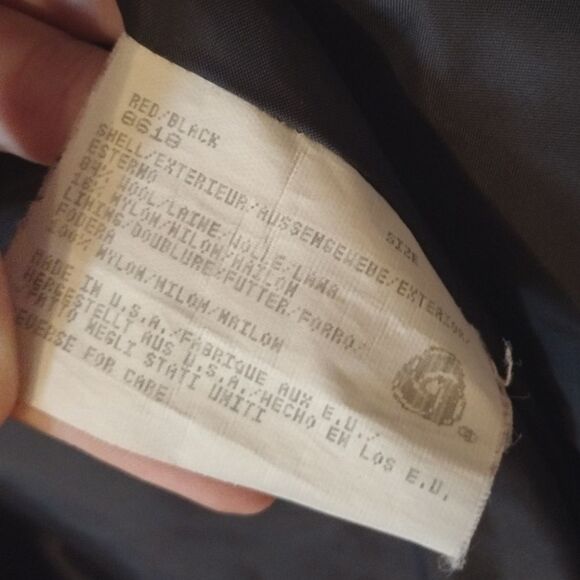 RED/BLACK
8618
SIZE
SHELL/EXTERIEUR/AUSSENGEWEBE/EXTERIOR/
ESTERNO
84% WOOL/LAINE/WOLLE/LANA
16% NYLON/NILON/NAILON
LINING/DOUBLURE/FUTTER/FORRO/
FODERA
100% NYLON/NILON/NAILON
MADE IN U.S.A./FABRIQUE AUX E.U./
HERGESTELLT AUS U.S.A./HECHO EN LOS E.U.
FATTO NEGLI STATI UNITI
REVERSE FOR CARE